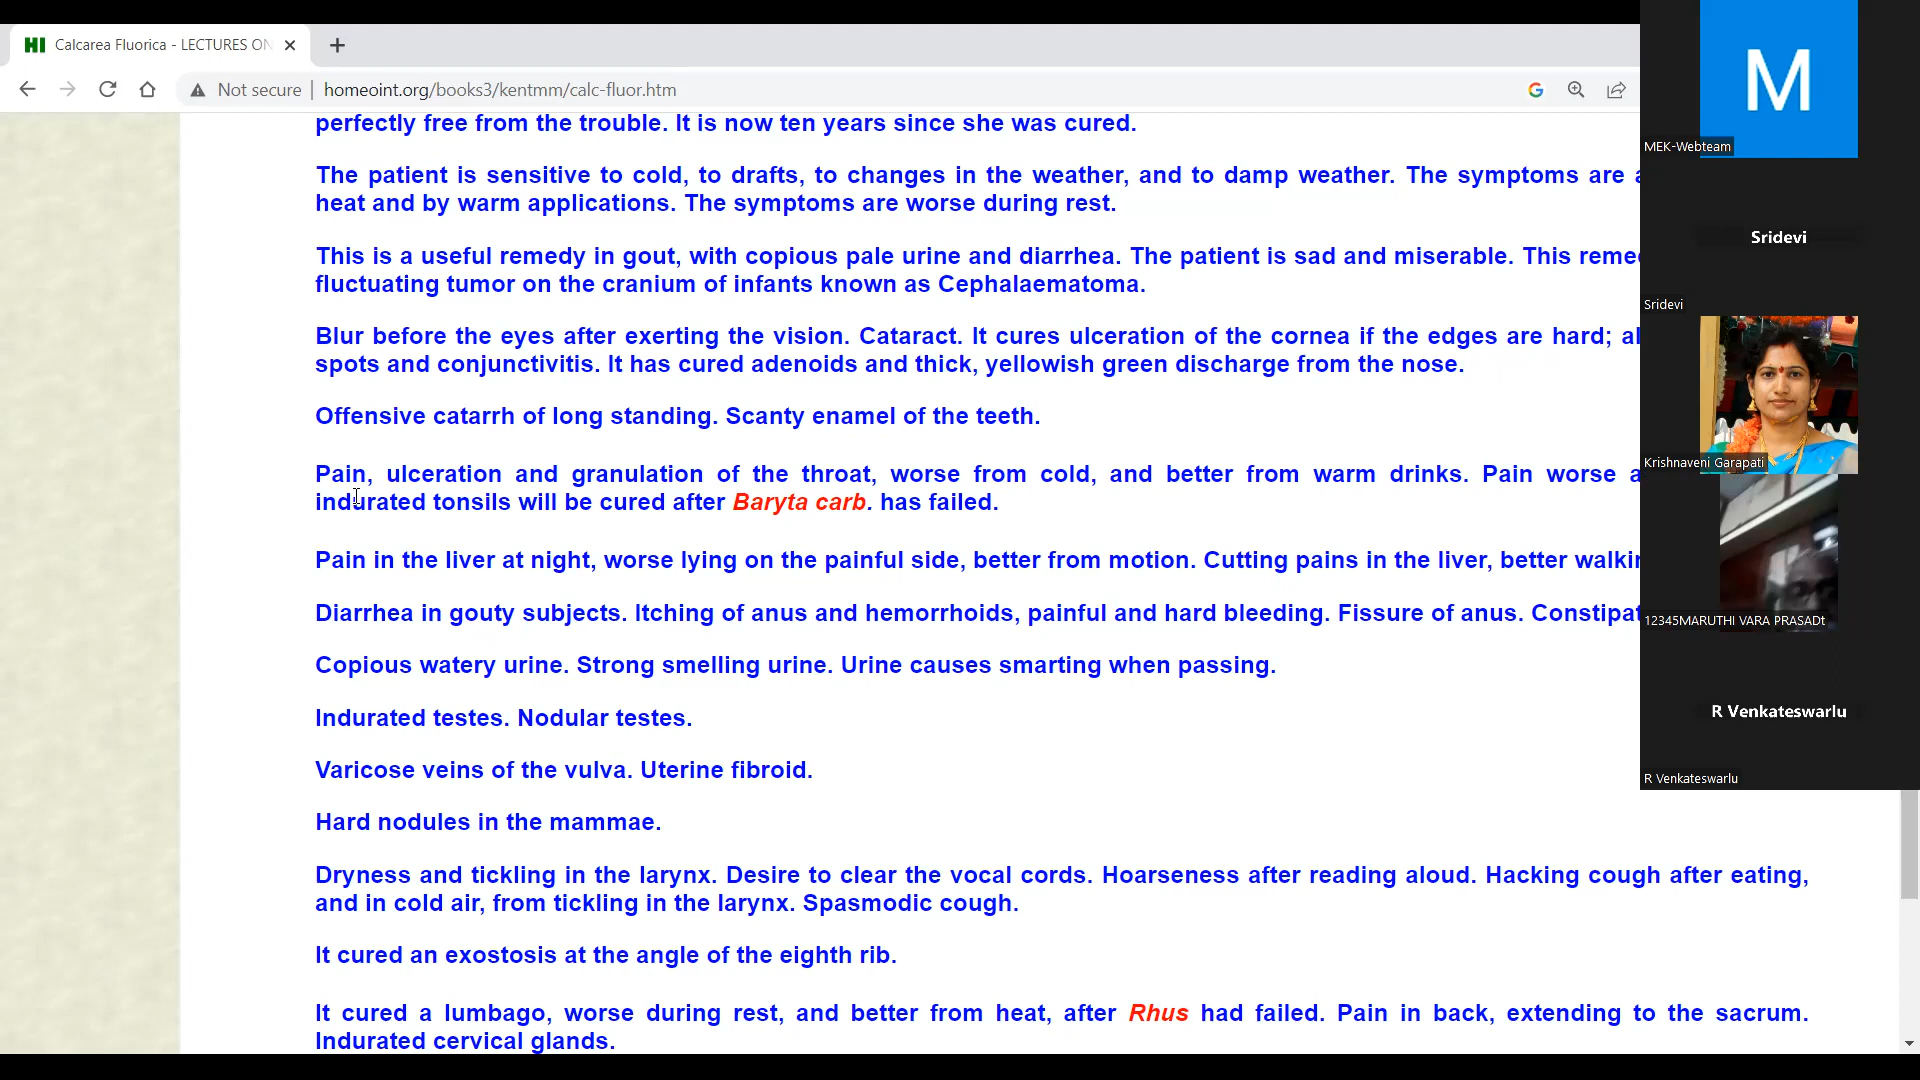 Calcarea Fluorica - LECTURES ON
Not secure | homeoint.org/books3/kentmm/calc-fluor.htm
perfectly free from the trouble. It is now ten years since she was cured.
The patient is sensitive to cold, to drafts, to changes in the weather, and to damp weather. The symptoms are
heat and by warm applications. The symptoms are worse during rest.
This is a useful remedy in gout, with copious pale urine and diarrhea. The patient is sad and miserable. This
fluctuating tumor on the cranium of infants known as Cephalaematoma.
Blur before the eyes after exerting the vision. Cataract. It cures ulceration of the cornea if the edges are hard;
spots and conjunctivitis. It has cured adenoids and thick, yellowish green discharge from the nose.
Offensive catarrh of long standing. Scanty enamel of the teeth.
Pain, ulceration and granulation of the throat, worse from cold, and better from warm drinks. Pain worse
indurated tonsils will be cured after Baryta carb. has failed.
Pain in the liver at night, worse lying on the painful side, better from motion. Cutting pains in the liver, better
Diarrhea in gouty subjects. Itching of anus and hemorrhoids, painful and hard bleeding. Fissure of anus.
Copious watery urine. Strong smelling urine. Urine causes smarting when passing.
Indurated testes. Nodular testes.
Varicose veins of the vulva. Uterine fibroid.
Hard nodules in the mammae.
Dryness and tickling in the larynx. Desire to clear the vocal cords. Hoarseness after reading aloud. Hacking cough after eating,
and in cold air, from tickling in the larynx. Spasmodic cough.
It cured an exostosis at the angle of the eighth rib.
It cured a lumbago, worse during rest, and better from heat, after Rhus had failed. Pain in back, extending to the sacrum.
Indurated cervical glands.
M
MEK-Webteam
Sridevi
Sridevi
Krishnaveni Garapati
12345MARUTHI VARA PRASADt
R Venkateswarlu
R Venkateswarlu